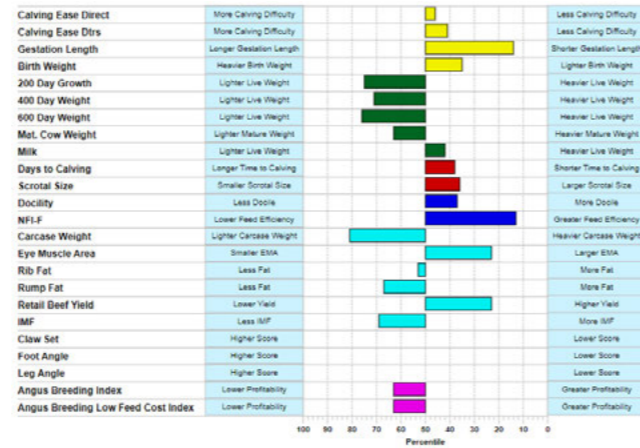 Calving Ease Direct More Calving Difficulty Less Calving Difficulty
Calving Ease Dtrs More Calving Difficulty Less Calving Difficulty
Gestation Length Longer Gestation Length Shorter Gestation Length
Birth Weight Heavier Birth Weight Lighter Birth Weight
200 Day Growth Lighter Live Weight Heavier Live Weight
400 Day Weight Lighter Live Weight Heavier Live Weight
600 Day Weight Lighter Live Weight Heavier Live Weight
Mat. Cow Weight Lighter Mature Weight Heavier Mature Weight
Milk Lighter Live Weight Heavier Live Weight
Days to Calving Longer Time to Calving Shorter Time to Calving
Scrotal Size Smaller Scrotal Size Larger Scrotal Size
Docility Less Docile More Docile
NFI-F Lower Feed Efficiency Greater Feed Efficiency
Carcase Weight Lighter Carcase Weight Heavier Carcase Weight
Eye Muscle Area Smaller EMA Larger EMA
Rib Fat Less Fat More Fat
Rump Fat Less Fat More Fat
Retail Beef Yield Lower Yield Higher Yield
IMF Less IMF More IMF
Claw Set Higher Score Lower Score
Foot Angle Higher Score Lower Score
Leg Angle Higher Score Lower Score
Angus Breeding Index Lower Profitability Greater Profitability
Angus Breeding Low Feed Cost Index Lower Profitability Greater Profitability
100 90 80 70 60 50 40 30 20 10 0
Percentile